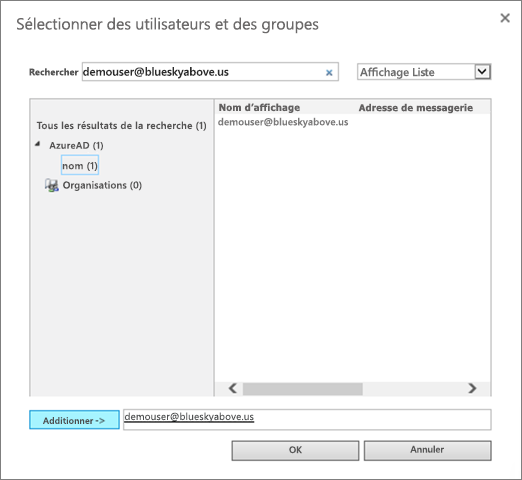 Sélectionner des utilisateurs et des groupes
Rechercher demouser@blueskyabove.us Affichage Liste
Nom d'affichage Adresse de messagerie
Tous les résultats de la recherche (1) demouser@blueskyabove.us
AzureAD (1)
nom (1)
Organisations (0)
Additionner -> demouser@blueskyabove.us
OK Annuler